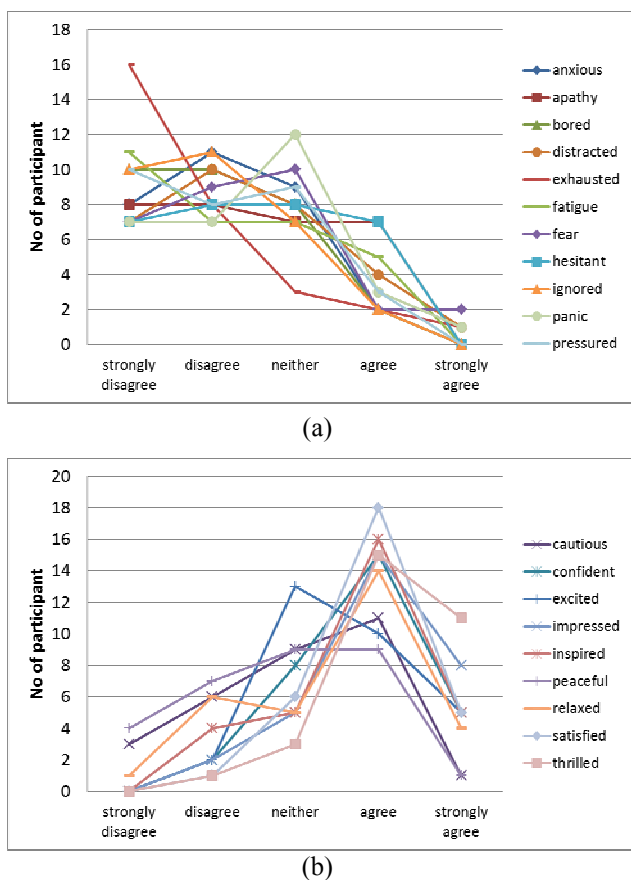 18
16
14
12
10
8
6
4
2
0
No of participant
strongly
disagree
disagree
neither
agree
strongly
agree
anxious
apathy
bored
distracted
exhausted
fatigue
fear
hesitant
ignored
panic
pressured
(a)
20
18
16
14
12
10
8
6
4
2
0
No of participant
strongly
disagree
disagree
neither
agree
strongly
agree
cautious
confident
excited
impressed
inspired
peaceful
relaxed
satisfied
thrilled
(b)